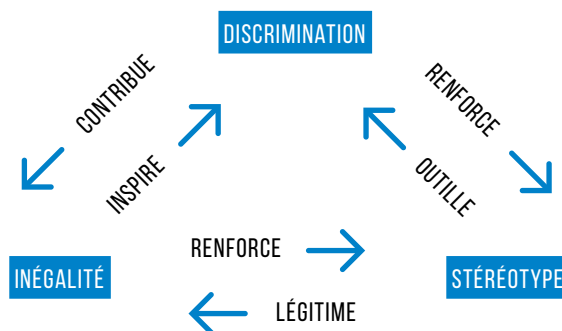 DISCRIMINATION
CONTRIBUE
RENFORCE
INSPIRE
OUTILLE
RENFORCE
INÉGALITÉ
STÉRÉOTYPE
LÉGITIME